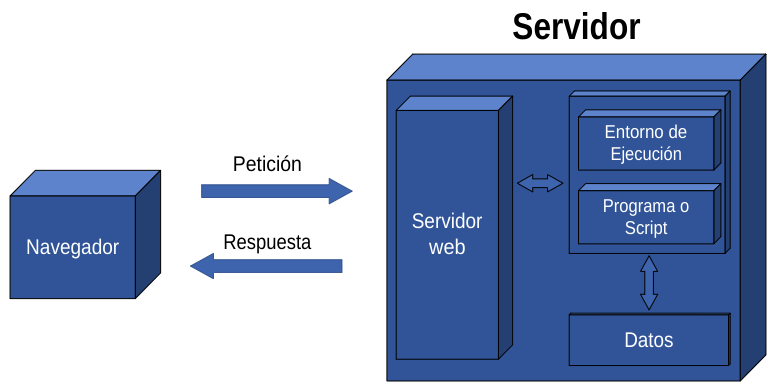 Servidor
Petición
Respuesta
Navegador
Servidor
web
Entorno de
Ejecución
Programa o
Script
Datos